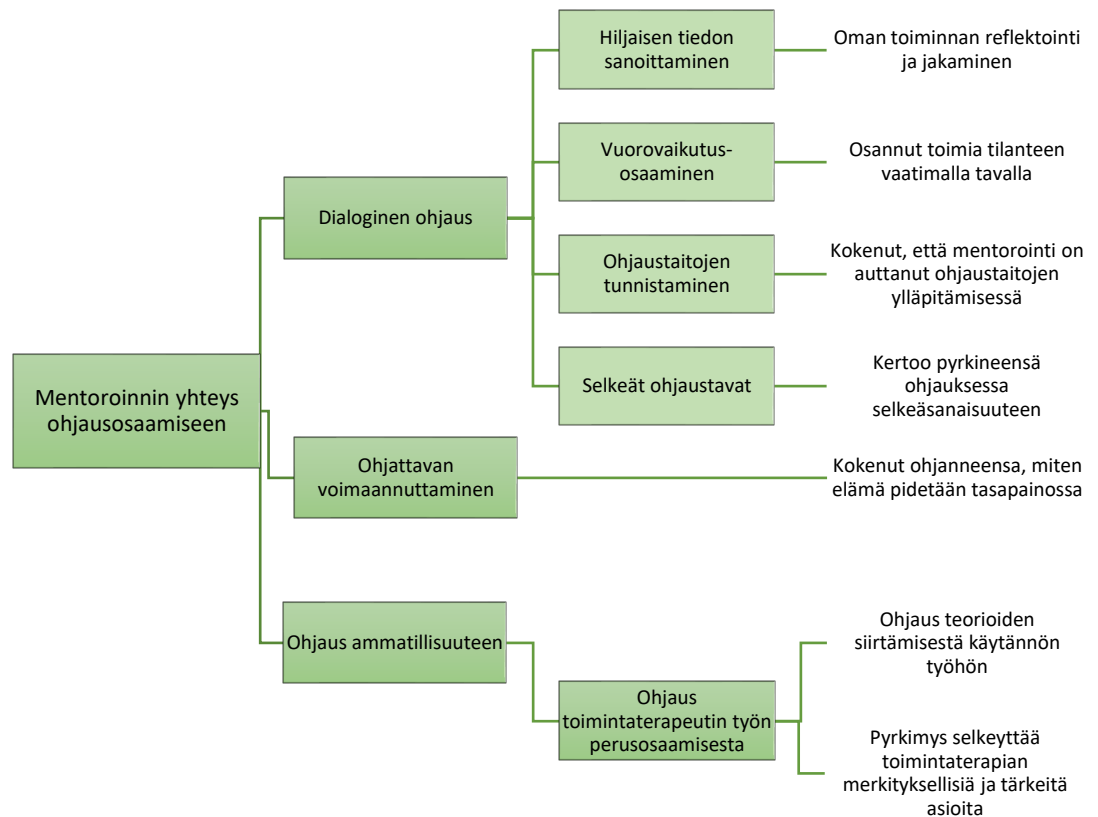 Mentoroinnin yhteys
ohjausosaamiseen
Dialoginen ohjaus
Hiljaisen tiedon
sanoittaminen
Oman toiminnan reflektointi
ja jakaminen
Vuorovaikutus-
osaaminen
Osannut toimia tilanteen
vaatimalla tavalla
Ohjaustaitojen
tunnistaminen
Kokenut, että mentorointi on
auttanut ohjaustaitojen
ylläpitämisessä
Selkeät ohjaustavat
Kertoo pyrkineensä
ohjauksessa
selkeäsanaisuuteen
Ohjattavan
voimaannuttaminen
Kokenut ohjanneensa, miten
elämä pidetään tasapainossa
Ohjaus ammatillisuuteen
Ohjaus
toimintaterapeutin työn
perusosaamisesta
Ohjaus teorioiden
siirtämisestä käytännön
työhön
Pyrkimys selkeyttää
toimintaterapian
merkityksellisiä ja tärkeitä
asioita